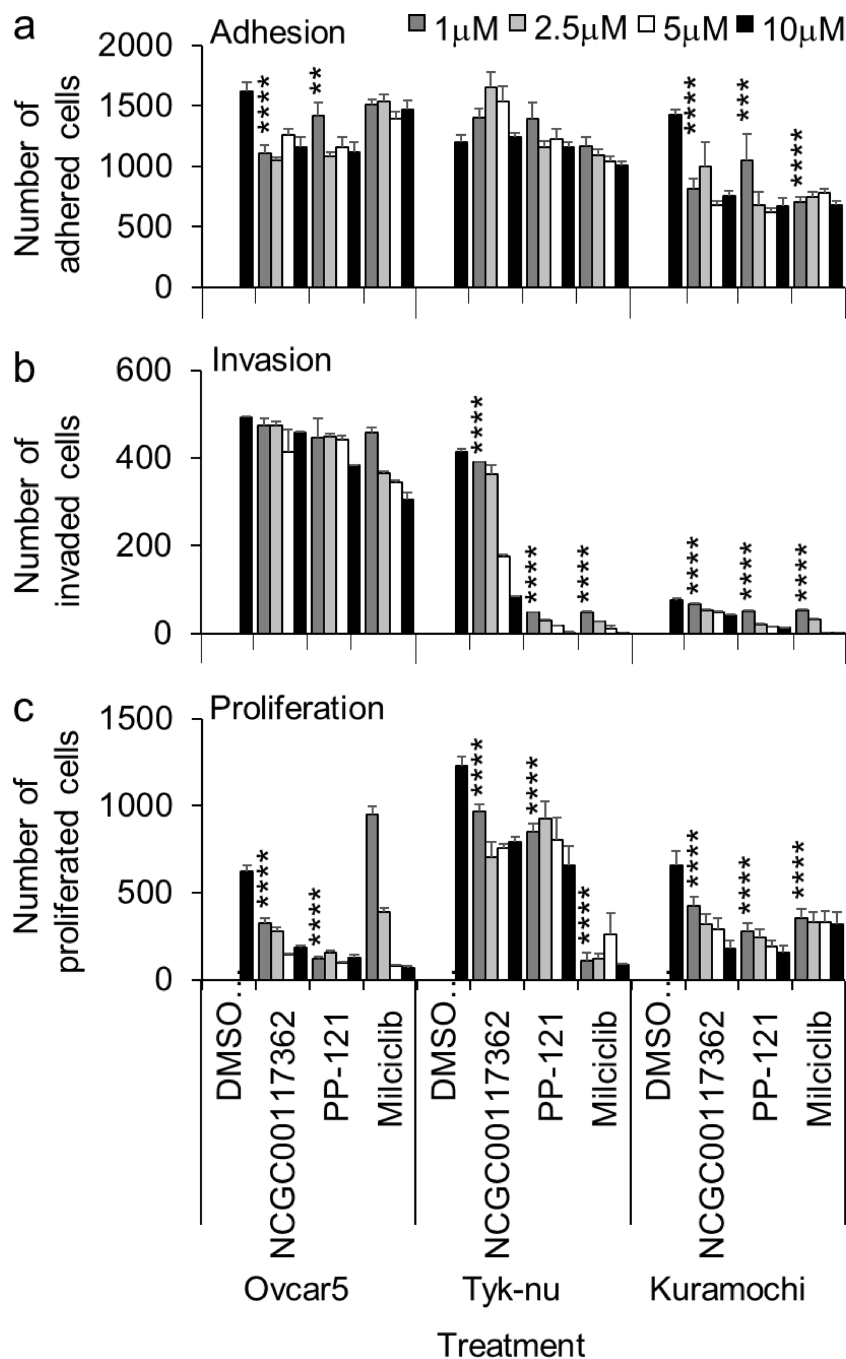 a Adhesion 1μM 2.5μM 5μM 10μM
Number of
adhered cells
2000
1500
1000
500
0
**** ** **** *** ****
b Invasion
Number of
invaded cells
600
400
200
0
**** **** **** **** **** ****
c Proliferation
Number of
proliferated cells
1500
1000
500
0
**** **** **** **** **** **** **** ****
DMSO... NCGC00117362 PP-121 Milciclib DMSO... NCGC00117362 PP-121 Milciclib DMSO... NCGC00117362 PP-121 Milciclib
Ovcar5 Tyk-nu Kuramochi
Treatment